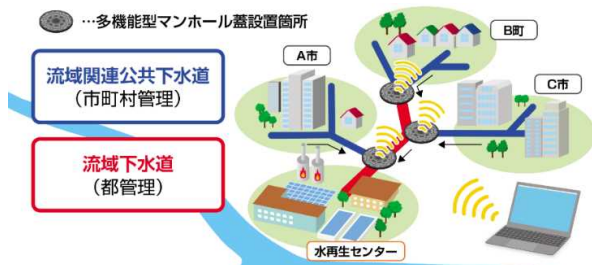 …多機能型マンホール蓋設置箇所
流域関連公共下水道
（市町村管理）
流域下水道
（都管理）
A市
B町
C市
水再生センター